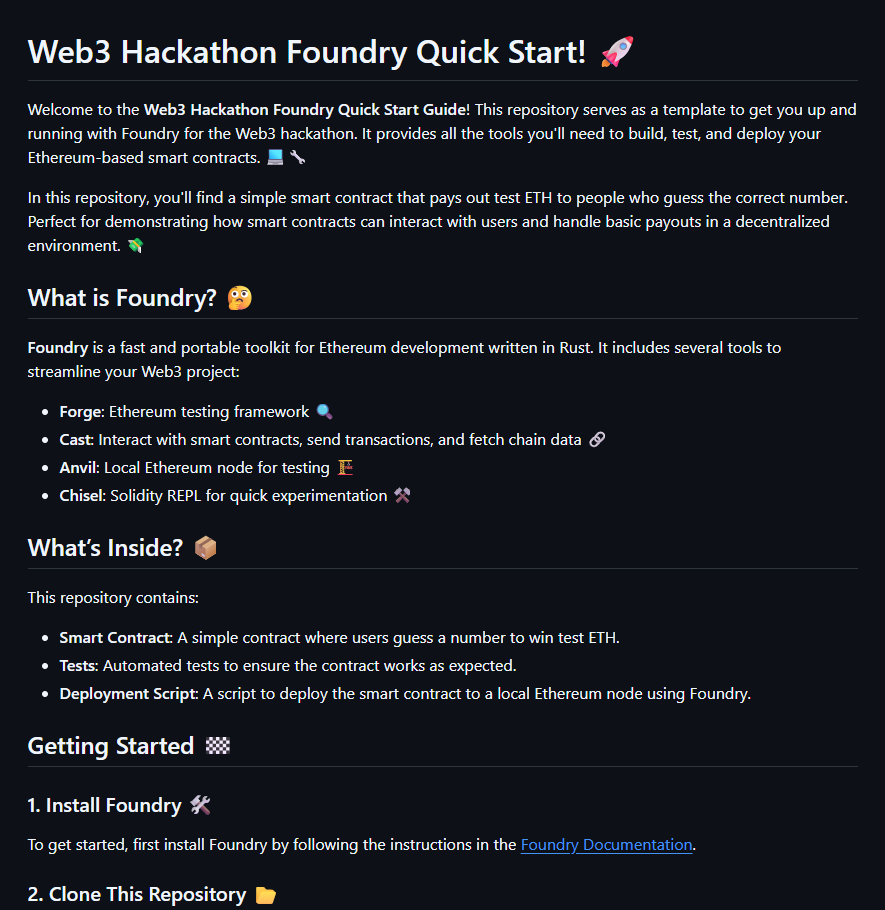 Web3 Hackathon Foundry Quick Start! 🚀
Welcome to the Web3 Hackathon Foundry Quick Start Guide! This repository serves as a template to get you up and
running with Foundry for the Web3 hackathon. It provides all the tools you'll need to build, test, and deploy your
Ethereum-based smart contracts. 💻 🔧
In this repository, you'll find a simple smart contract that pays out test ETH to people who guess the correct number.
Perfect for demonstrating how smart contracts can interact with users and handle basic payouts in a decentralized
environment. 💸
What is Foundry? 🤔
Foundry is a fast and portable toolkit for Ethereum development written in Rust. It includes several tools to
streamline your Web3 project:
• Forge: Ethereum testing framework 🔍
• Cast: Interact with smart contracts, send transactions, and fetch chain data 🔗
• Anvil: Local Ethereum node for testing 🏗️
• Chisel: Solidity REPL for quick experimentation ⚒️
What's Inside? 📦
This repository contains:
• Smart Contract: A simple contract where users guess a number to win test ETH.
• Tests: Automated tests to ensure the contract works as expected.
• Deployment Script: A script to deploy the smart contract to a local Ethereum node using Foundry.
Getting Started 🏁
1. Install Foundry 🛠️
To get started, first install Foundry by following the instructions in the Foundry Documentation.
2. Clone This Repository 📂